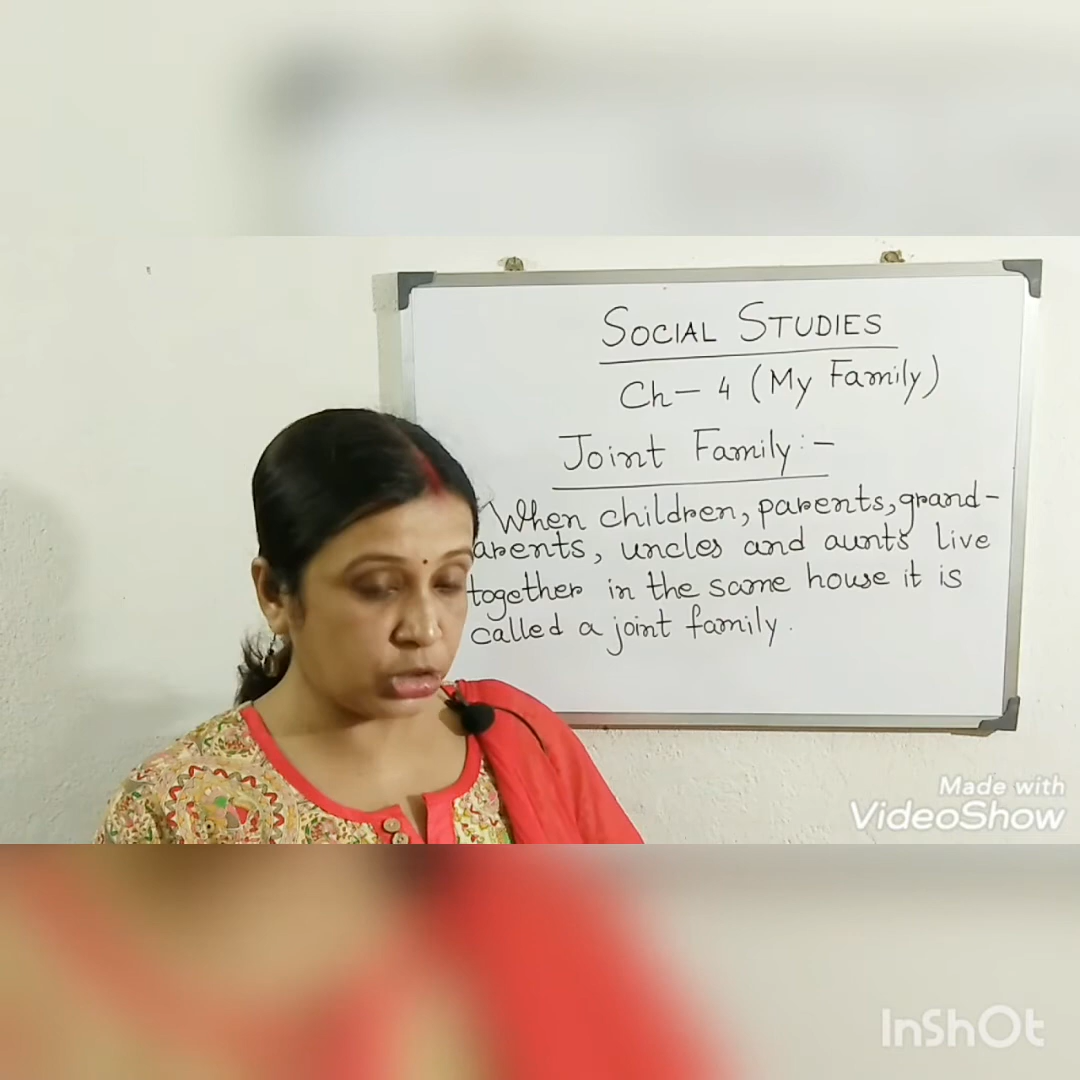 SOCIAL STUDIES
Ch- 4 (My Family)
Joint Family:-
When children, parents, grand-
arents, uncles and aunts live
together in the same house it is
called a joint family.
Made with
VideoShow
InShOt